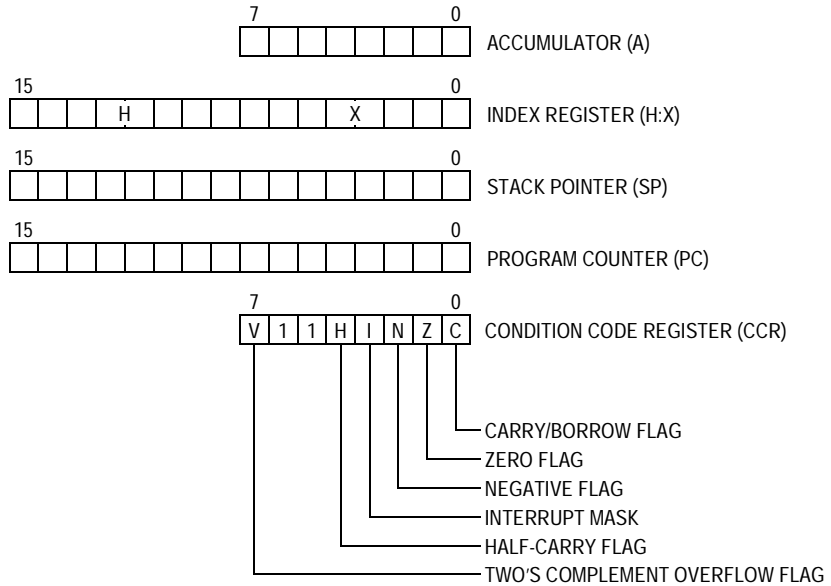 7 0
ACCUMULATOR (A)
15 0
H X INDEX REGISTER (H:X)
15 0
STACK POINTER (SP)
15 0
PROGRAM COUNTER (PC)
7 0
V 1 1 H I N Z C CONDITION CODE REGISTER (CCR)
CARRY/BORROW FLAG
ZERO FLAG
NEGATIVE FLAG
INTERRUPT MASK
HALF-CARRY FLAG
TWO'S COMPLEMENT OVERFLOW FLAG